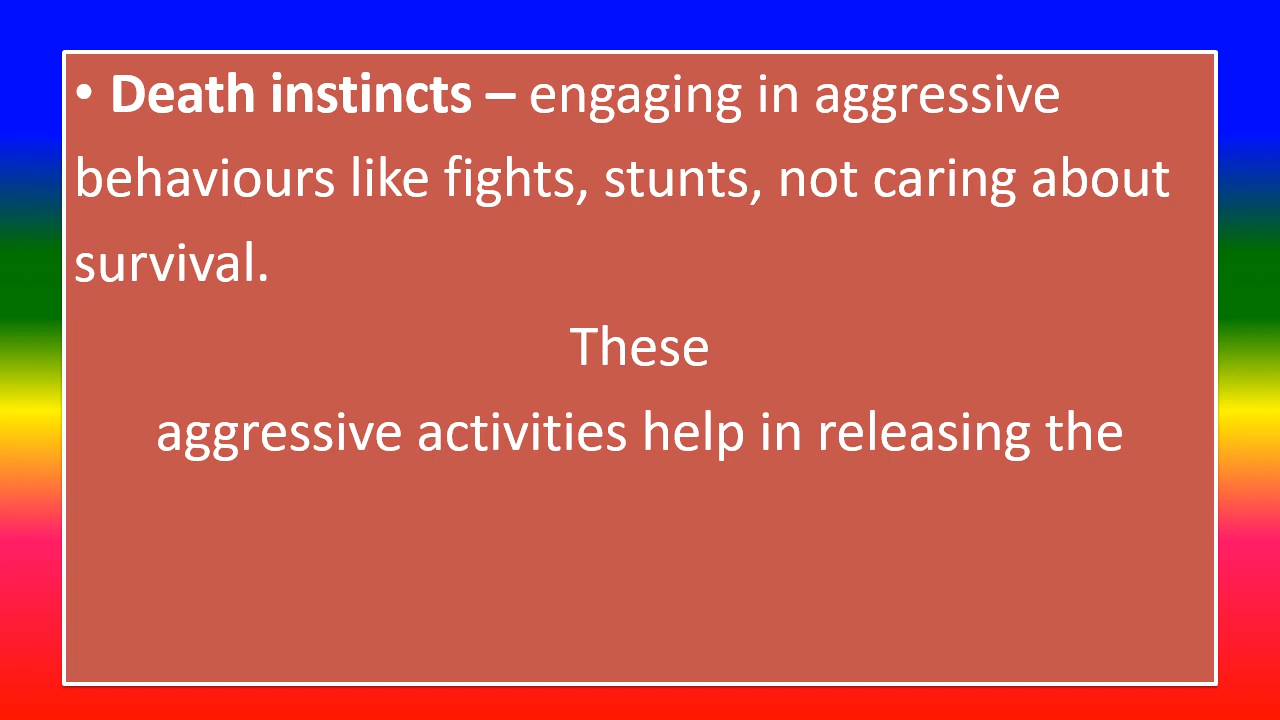 • Death instincts – engaging in aggressive
behaviours like fights, stunts, not caring about
survival.
These
aggressive activities help in releasing the